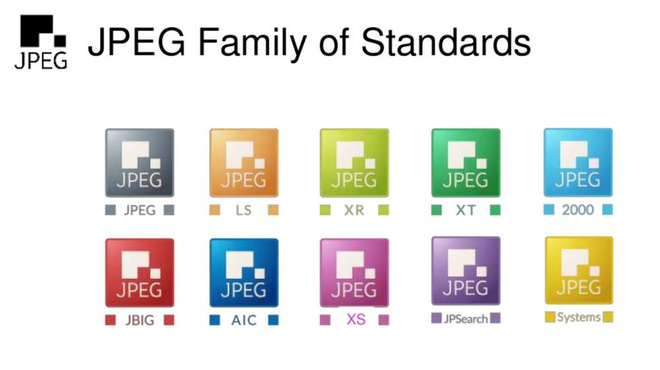 JPEG
JPEG Family of Standards
JPEG JPEG JPEG JPEG JPEG
JPEG LS XR XT 2000
JPEG JPEG JPEG JPEG JPEG
JBIG AIC XS JPSearch Systems